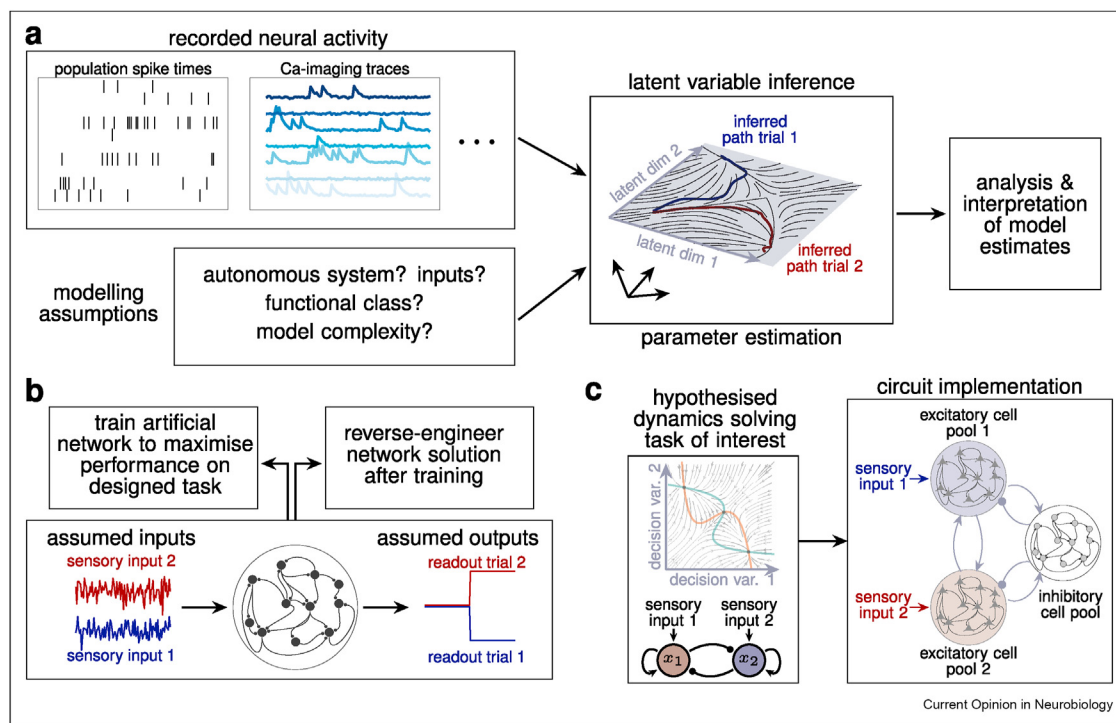 a
recorded neural activity
population spike times
Ca-imaging traces
latent variable inference
inferred
path trial 1
latent dim 2
latent dim 1
inferred
path trial 2
parameter estimation
analysis &
interpretation
of model
estimates
modelling
assumptions
autonomous system? inputs?
functional class?
model complexity?
b
train artificial
network to maximise
performance on
designed task
reverse-engineer
network solution
after training
assumed inputs
sensory input 2
sensory input 1
assumed outputs
readout trial 2
readout trial 1
c
hypothesised
dynamics solving
task of interest
decision var. 2
decision var. 1
sensory
input 1
sensory
input 2
x1
x2
circuit implementation
excitatory cell
pool 1
sensory
input 1
sensory
input 2
inhibitory
cell pool
excitatory cell
pool 2
Current Opinion in Neurobiology